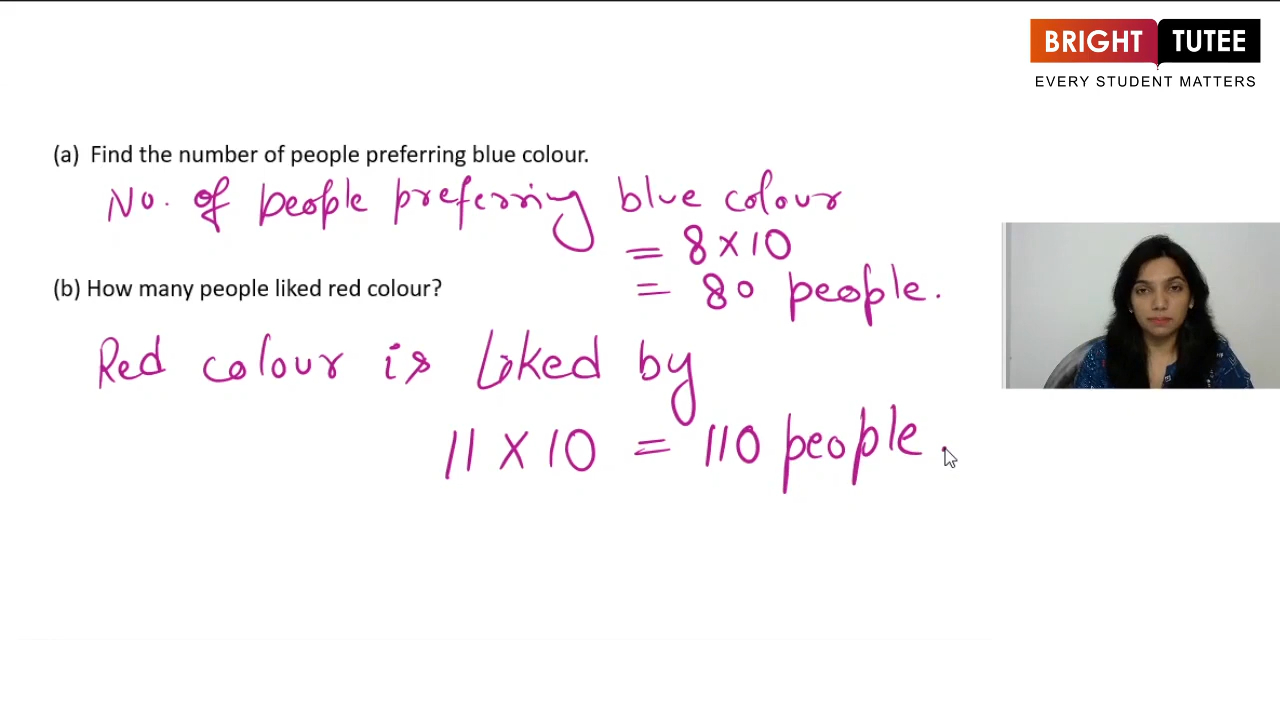 BRIGHT TUTEE
EVERY STUDENT MATTERS
(a) Find the number of people preferring blue colour.
No. of people preferring blue colour
= 8 × 10
= 80 people.
(b) How many people liked red colour?
Red colour is liked by
11 × 10 = 110 people.